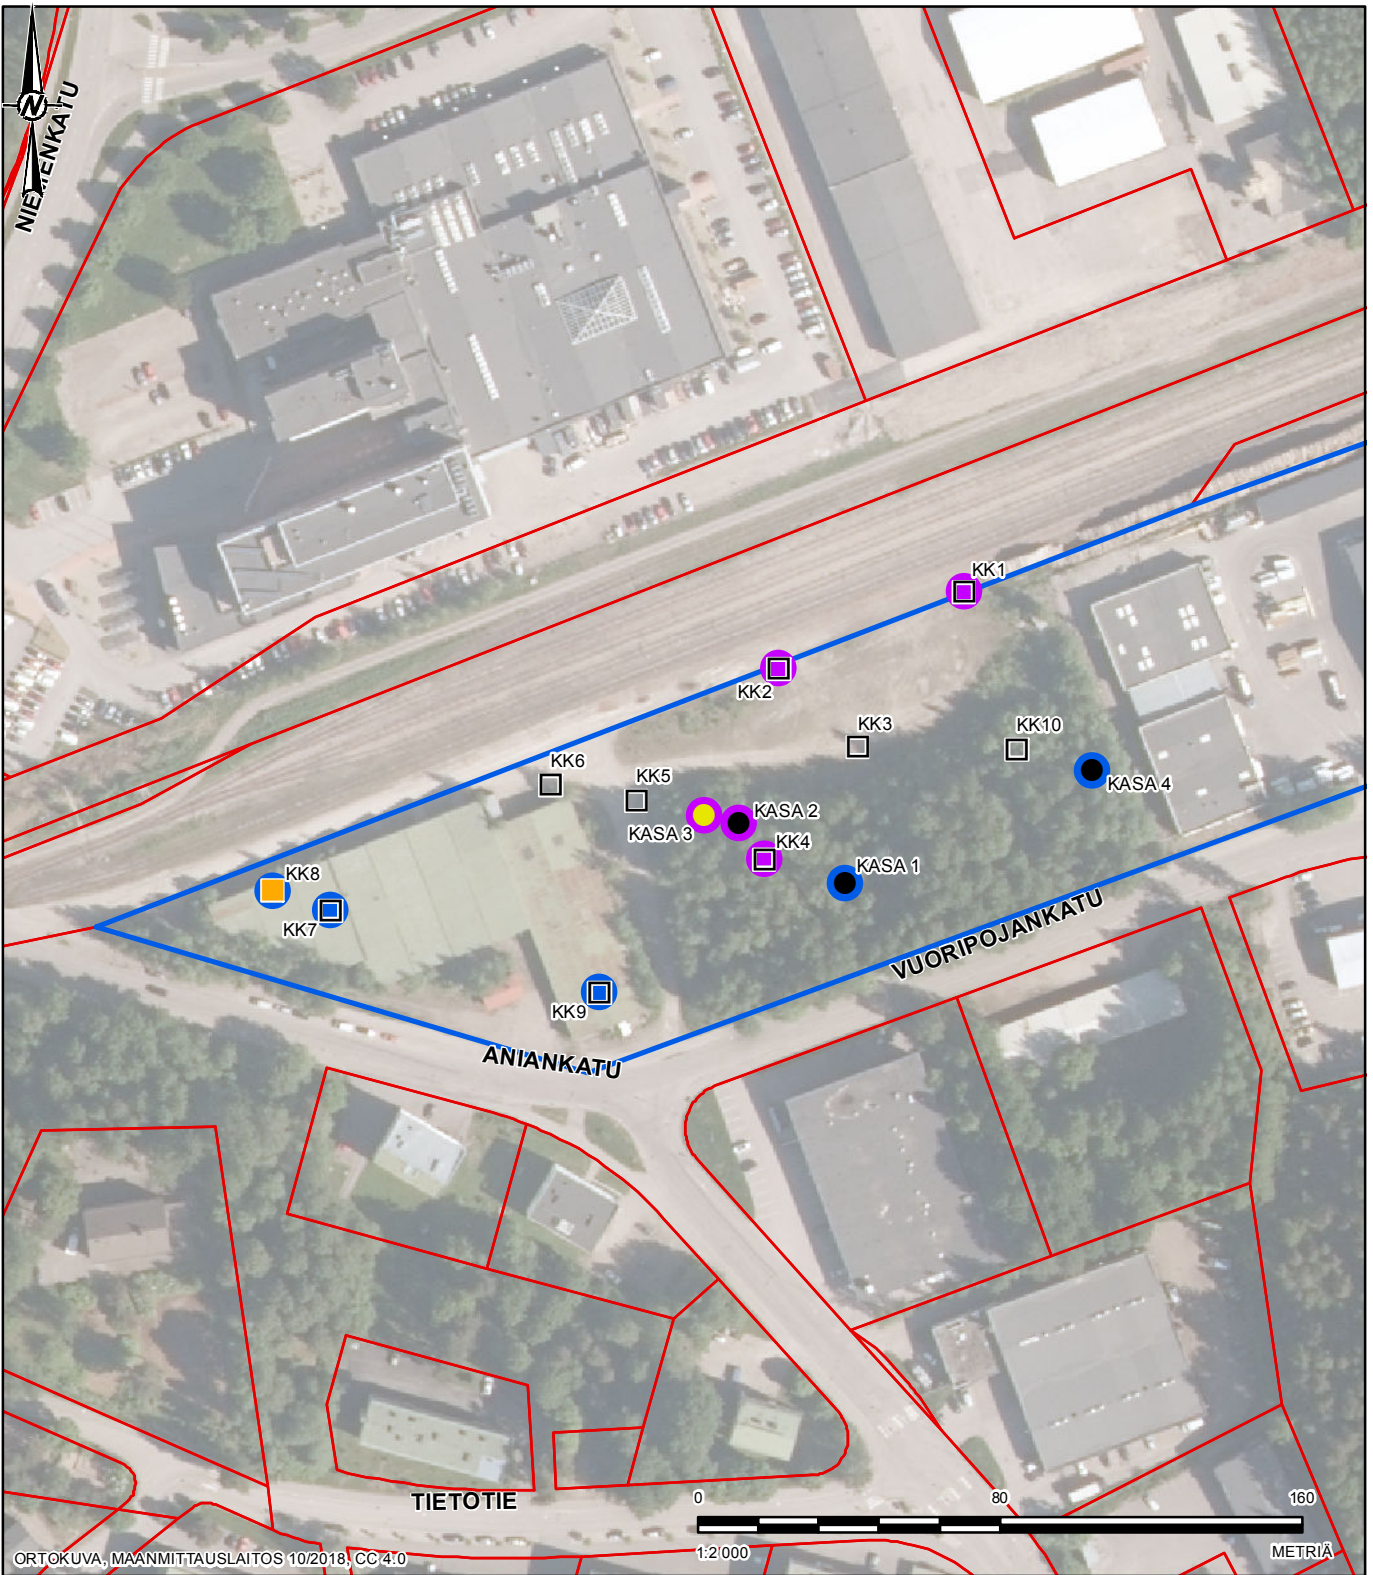 N
NIEMENKATU
KK1
KK2
KK3
KK10
KK6
KK5
KASA 4
KASA 2
KASA 3
KK4
KASA 1
KK8
KK7
VUORIPOJANKATU
KK9
ANIANKATU
TIETOTIE
0 80 160
1:2 000 METRIÄ
ORTOKUVA, MAANMITTAUSLAITOS 10/2018, CC 4.0